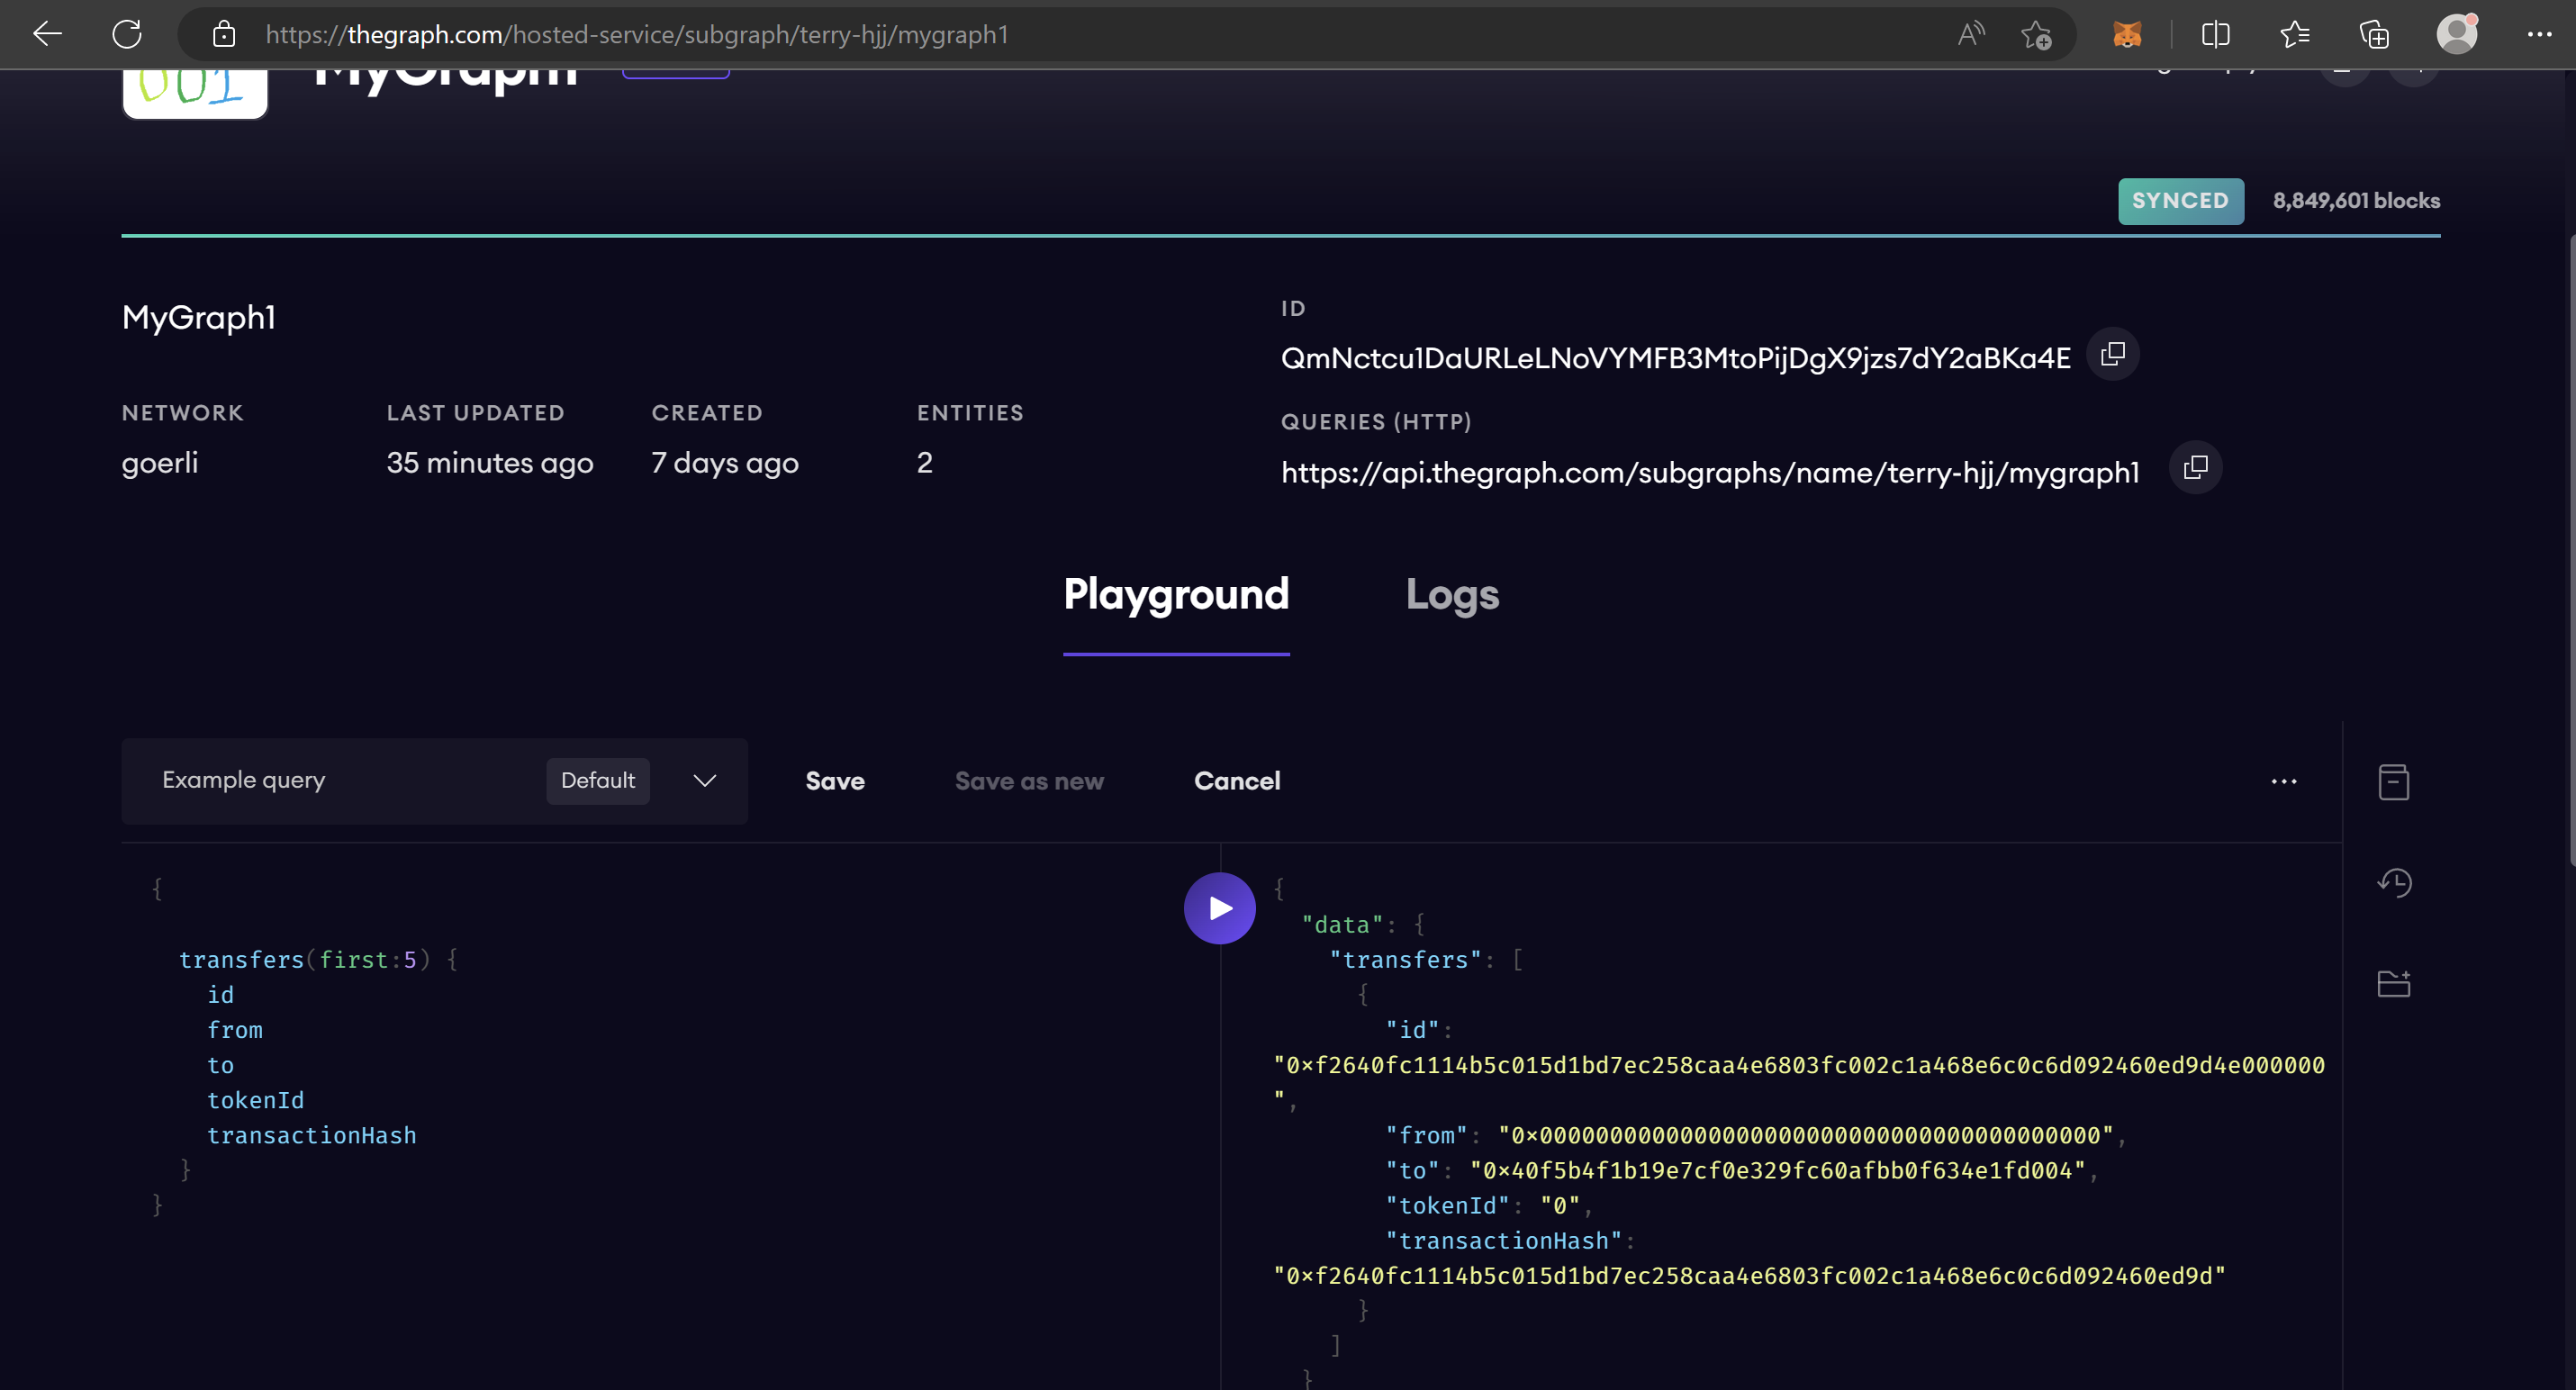 https://thegraph.com/hosted-service/subgraph/terry-hjj/mygraph1
001
SYNCED 8,849,601 blocks
MyGraph1
ID
QmNctcu1DaURLeLNoVYMFB3MtoPijDgX9jzs7dY2aBKa4E
NETWORK LAST UPDATED CREATED ENTITIES
goerli 35 minutes ago 7 days ago 2
QUERIES (HTTP)
https://api.thegraph.com/subgraphs/name/terry-hjj/mygraph1
Playground Logs
Example query Default Save Save as new Cancel
{
transfers(first:5) {
id
from
to
tokenId
transactionHash
}
}
{
"data": {
"transfers": [
{
"id":
"0xf2640fc1114b5c015d1bd7ec258caa4e6803fc002c1a468e6c0c6d092460ed9d4e000000
",
"from": "0x0000000000000000000000000000000000000000",
"to": "0x40f5b4f1b19e7cf0e329fc60afbb0f634e1fd004",
"tokenId": "0",
"transactionHash":
"0xf2640fc1114b5c015d1bd7ec258caa4e6803fc002c1a468e6c0c6d092460ed9d"
}
]
}